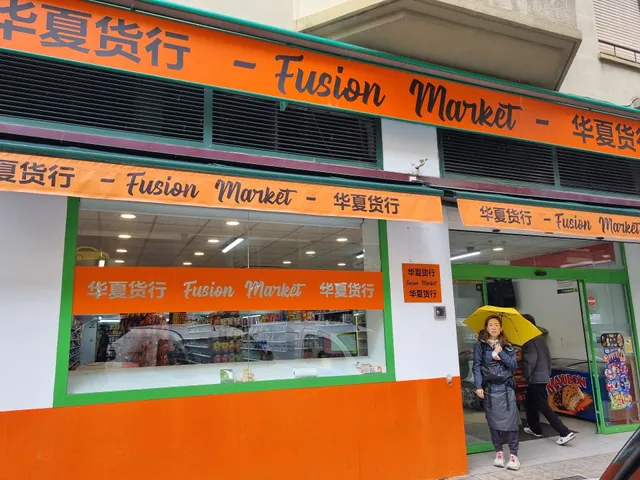 华夏货行 - Fusion Market - 华夏货行
华夏货行 - Fusion Market - 华夏货行
- Fusion Market
华夏货行 Fusion Market 华夏货行
华夏货行
Fusion Market
华夏货行
华夏货行
HAVBON